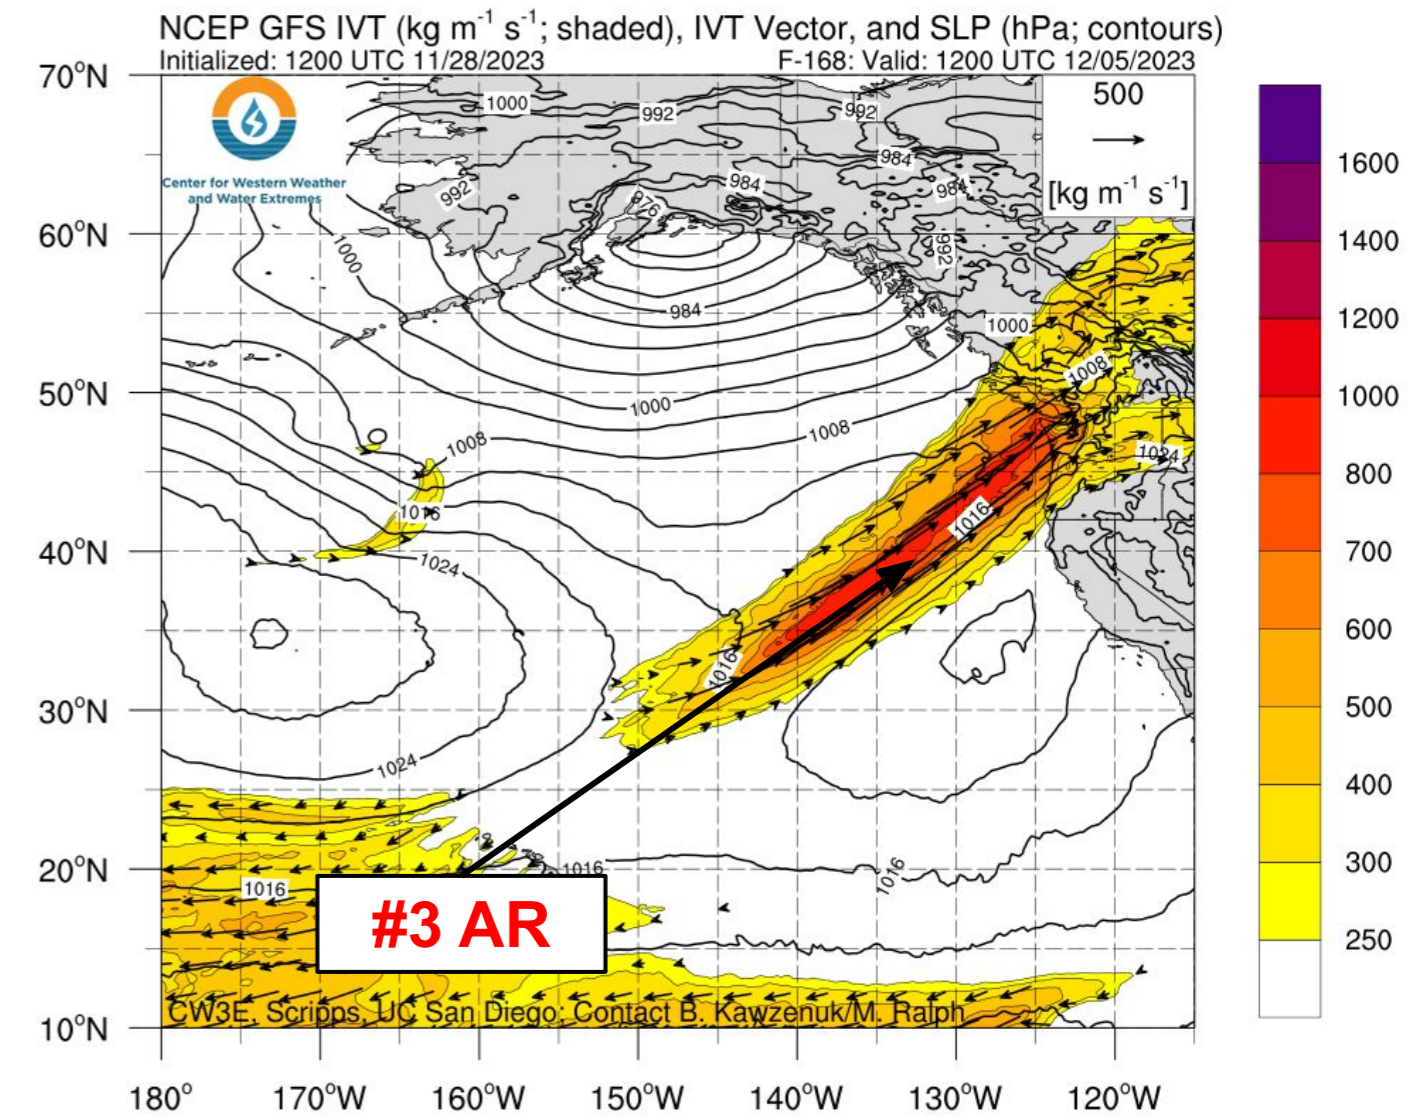 NCEP GFS IVT (kg m⁻¹ s⁻¹; shaded), IVT Vector, and SLP (hPa; contours)
Initialized: 1200 UTC 11/28/2023
F-168: Valid: 1200 UTC 12/05/2023
70°N
60°N
50°N
40°N
30°N
20°N
10°N
Center for Western Weather
and Water Extremes
500
[kg m⁻¹ s⁻¹]
1000
992
992
984
984
984
992
976
992
1000
984
1000
1008
1000
1008
1008
1024
1016
1016
1024
1016
1024
1016
1016
1016
#3 AR
CW3E, Scripps, UC San Diego; Contact B. Kawzenuk/M. Ralph
180°
170°W
160°W
150°W
140°W
130°W
120°W
1600
1400
1200
1000
800
700
600
500
400
300
250